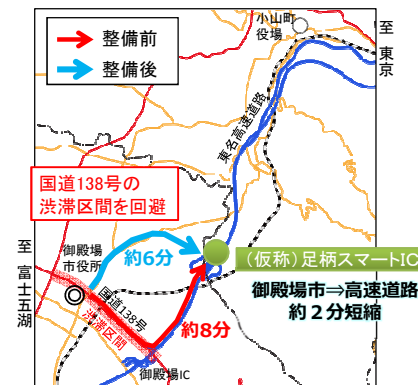 整備前
整備後
小山町
役場
至
東
京
東名高速道路
国道138号の
渋滞区間を回避
至
富
士
五
湖
御殿場
市役所
約6分
（仮称）足柄スマートIC
御殿場市⇒高速道路
約２分短縮
国道138号
渋滞区間
約8分
御殿場IC